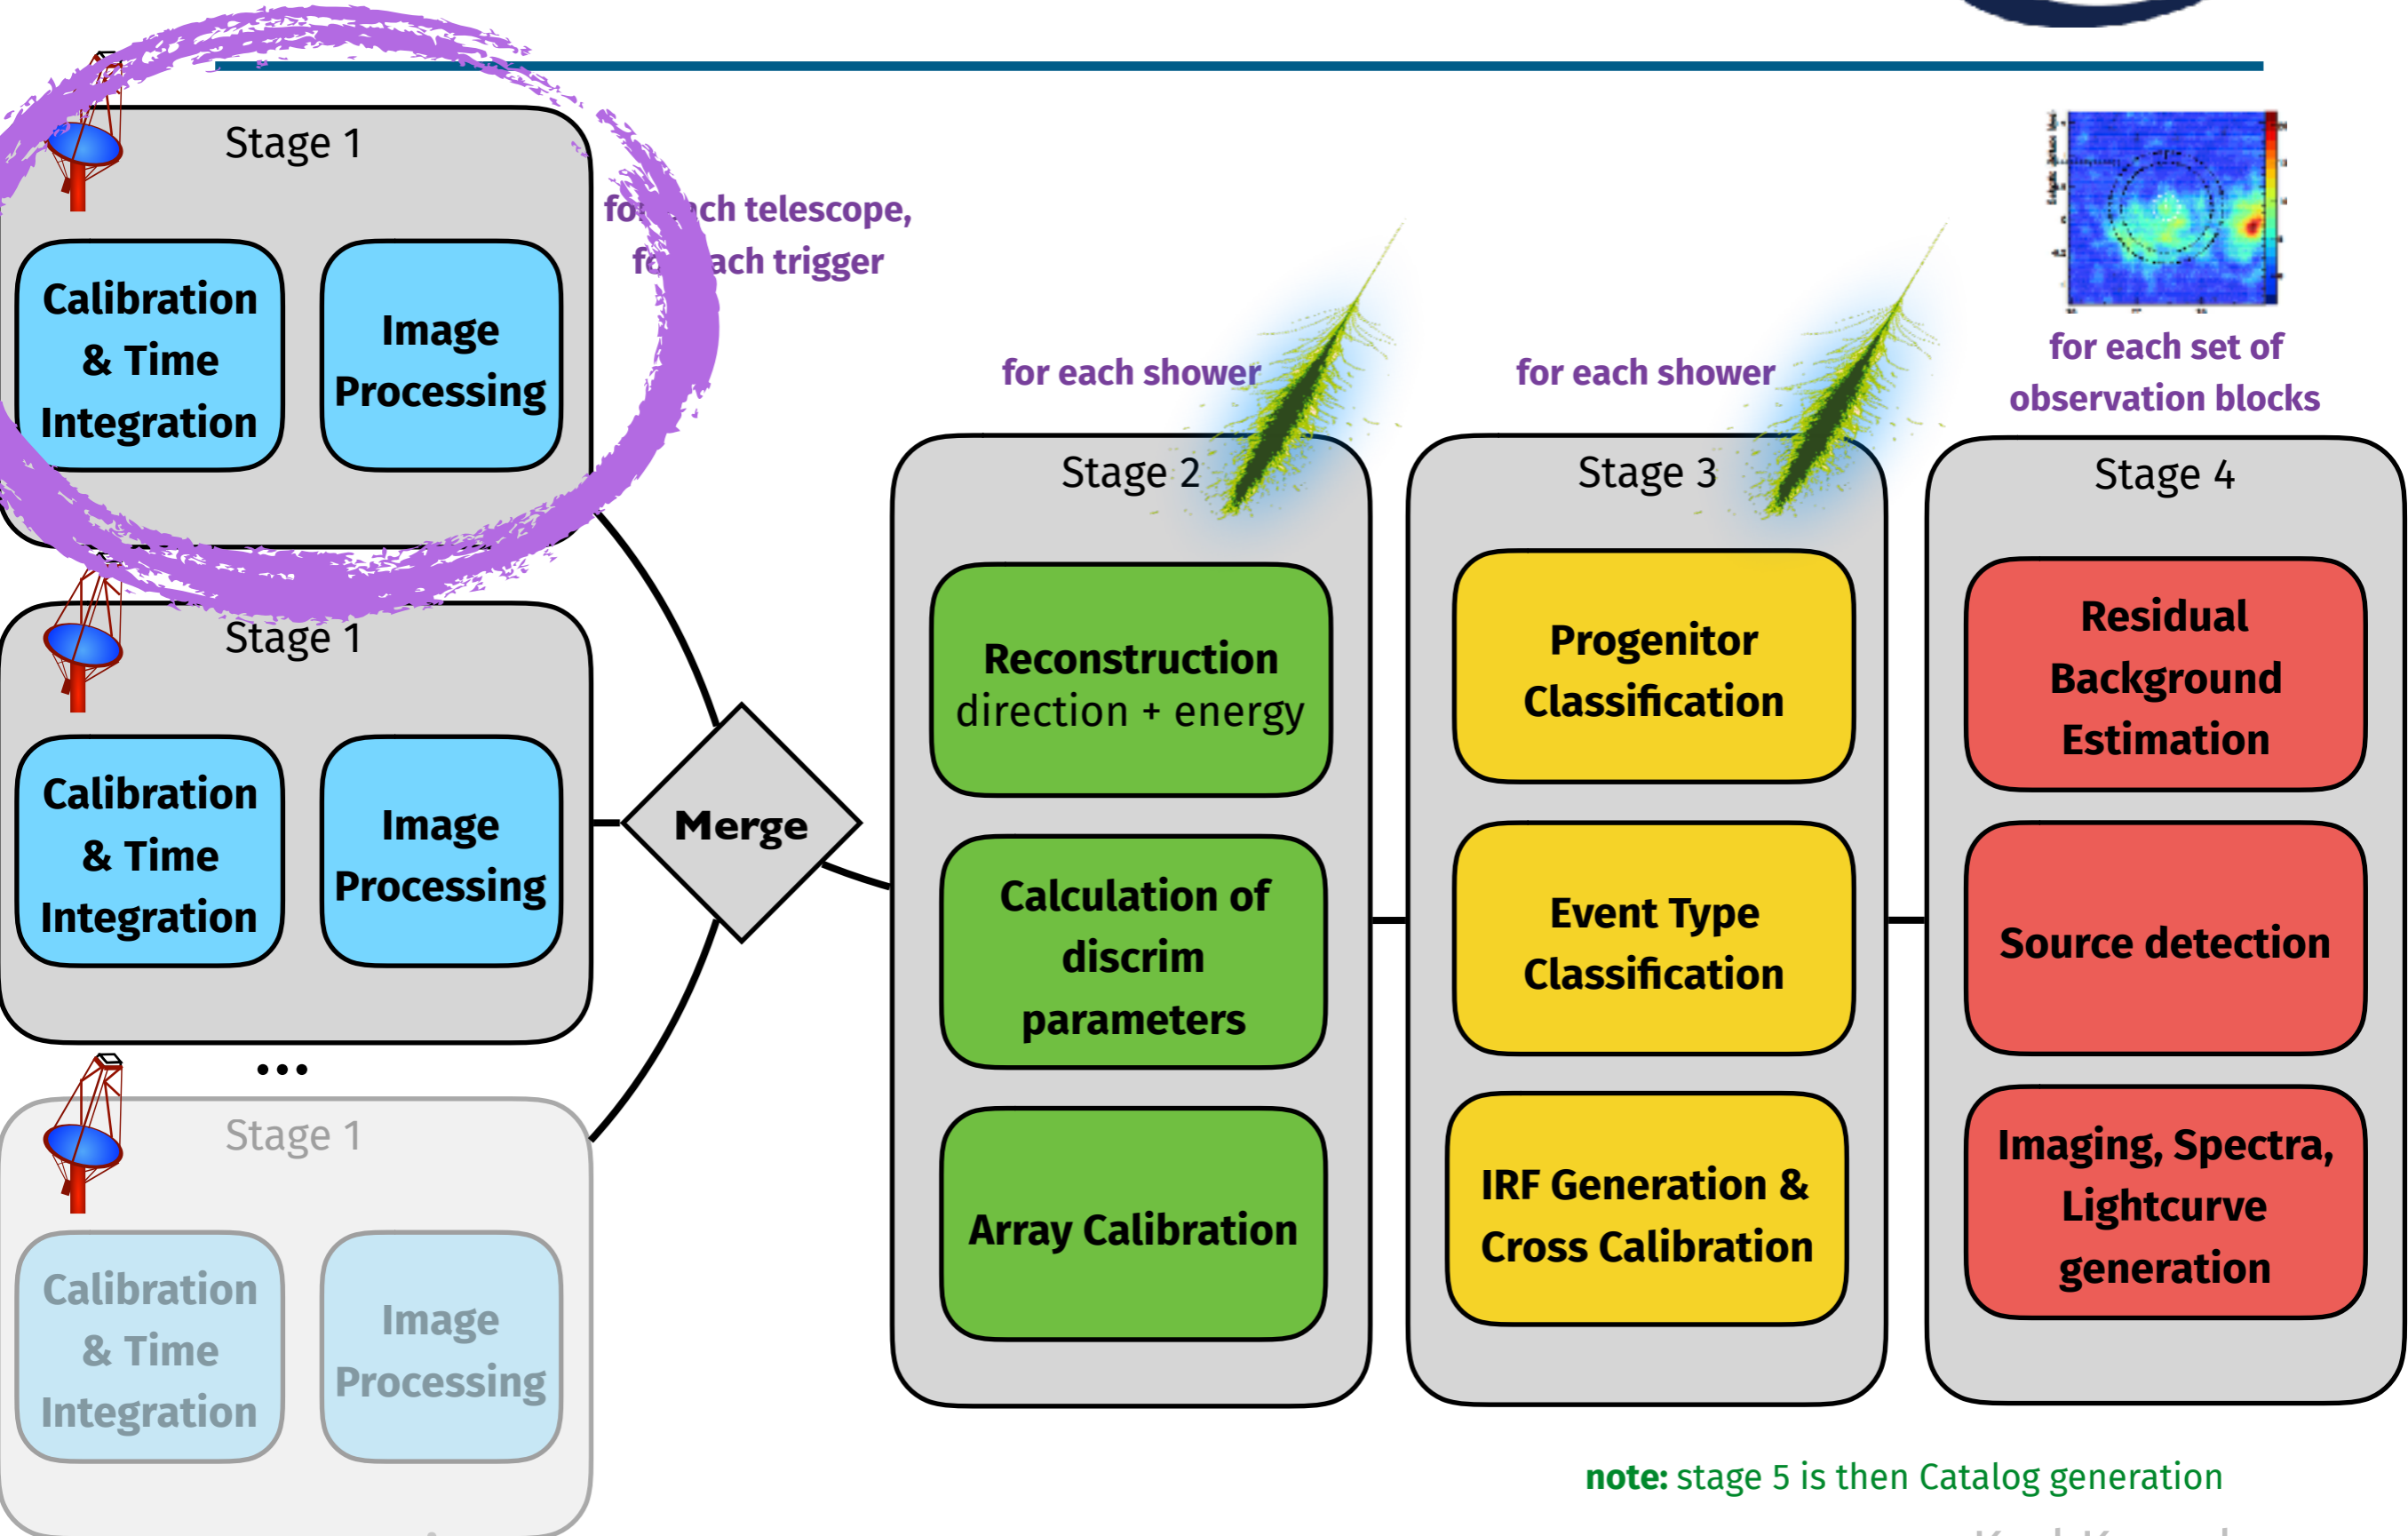 Stage 1
Calibration
& Time
Integration
Image
Processing
for each telescope,
for each trigger
Stage 1
Calibration
& Time
Integration
Image
Processing
...
Stage 1
Calibration
& Time
Integration
Image
Processing
Merge
for each shower
Stage 2
Reconstruction
direction + energy
Calculation of
discrim
parameters
Array Calibration
for each shower
Stage 3
Progenitor
Classification
Event Type
Classification
IRF Generation &
Cross Calibration
for each set of
observation blocks
Stage 4
Residual
Background
Estimation
Source detection
Imaging, Spectra,
Lightcurve
generation
note: stage 5 is then Catalog generation